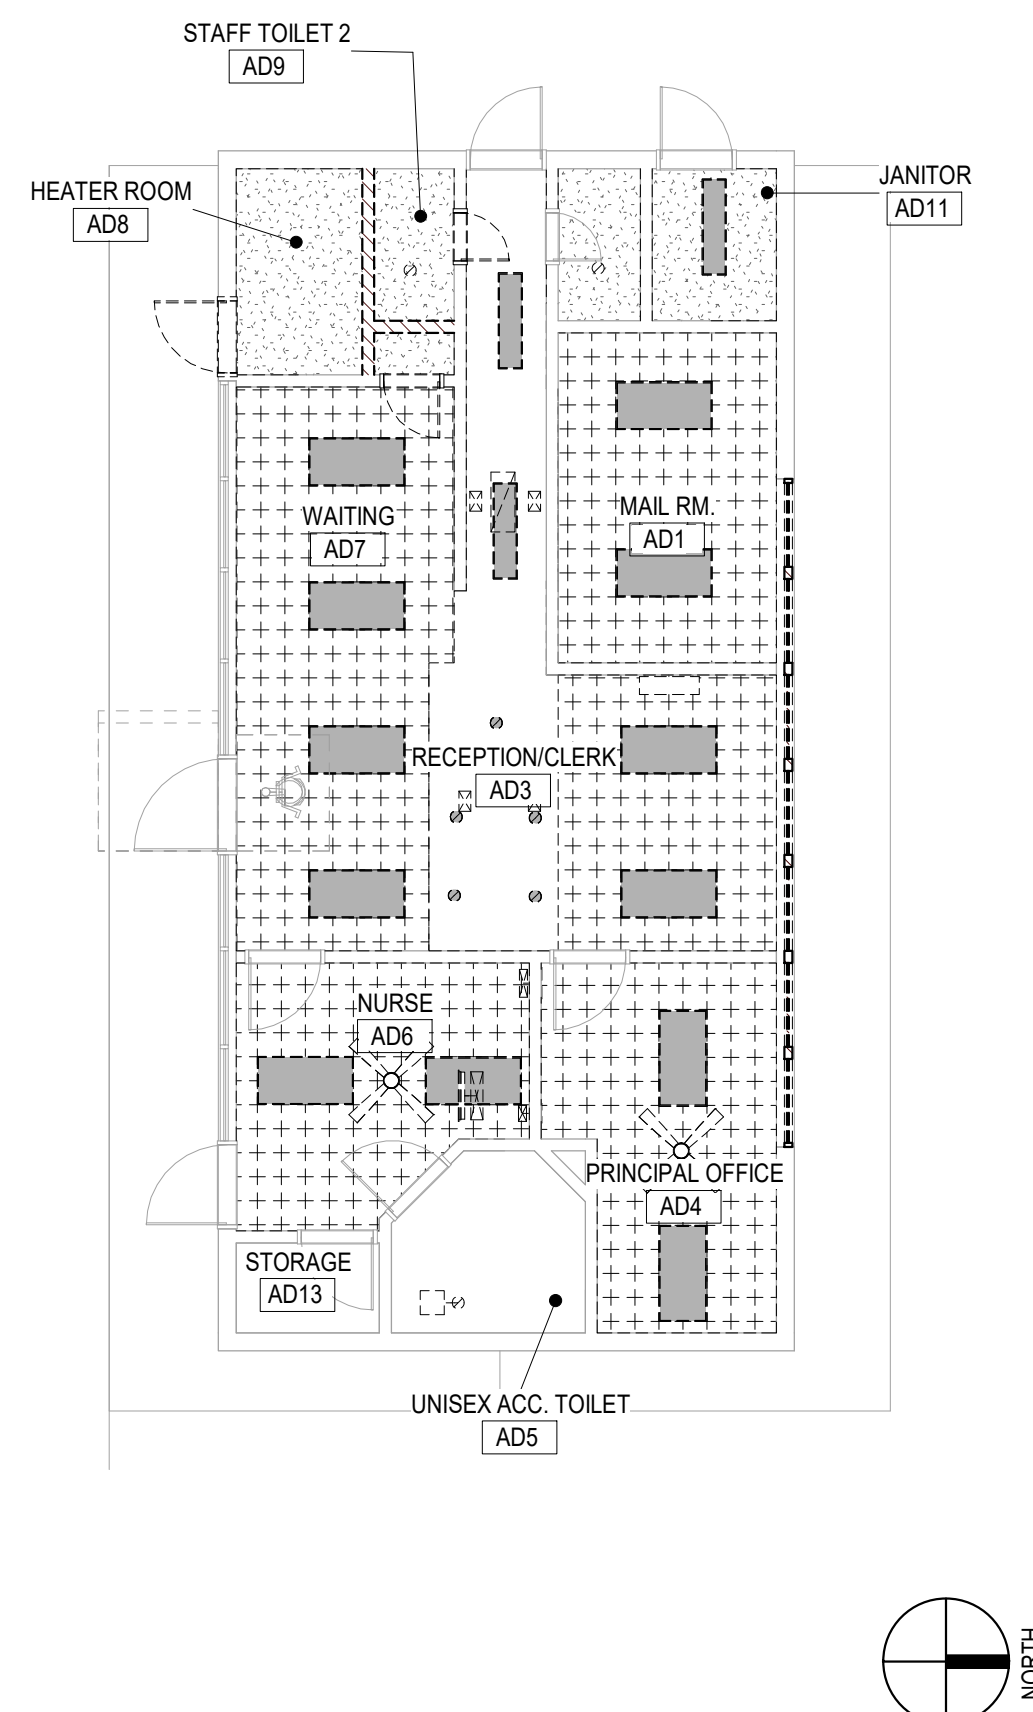 STAFF TOILET 2
AD9
HEATER ROOM
AD8
JANITOR
AD11
WAITING
AD7
MAIL RM.
AD1
RECEPTION/CLERK
AD3
NURSE
AD6
PRINCIPAL OFFICE
AD4
STORAGE
AD13
UNISEX ACC. TOILET
AD5
NORTH